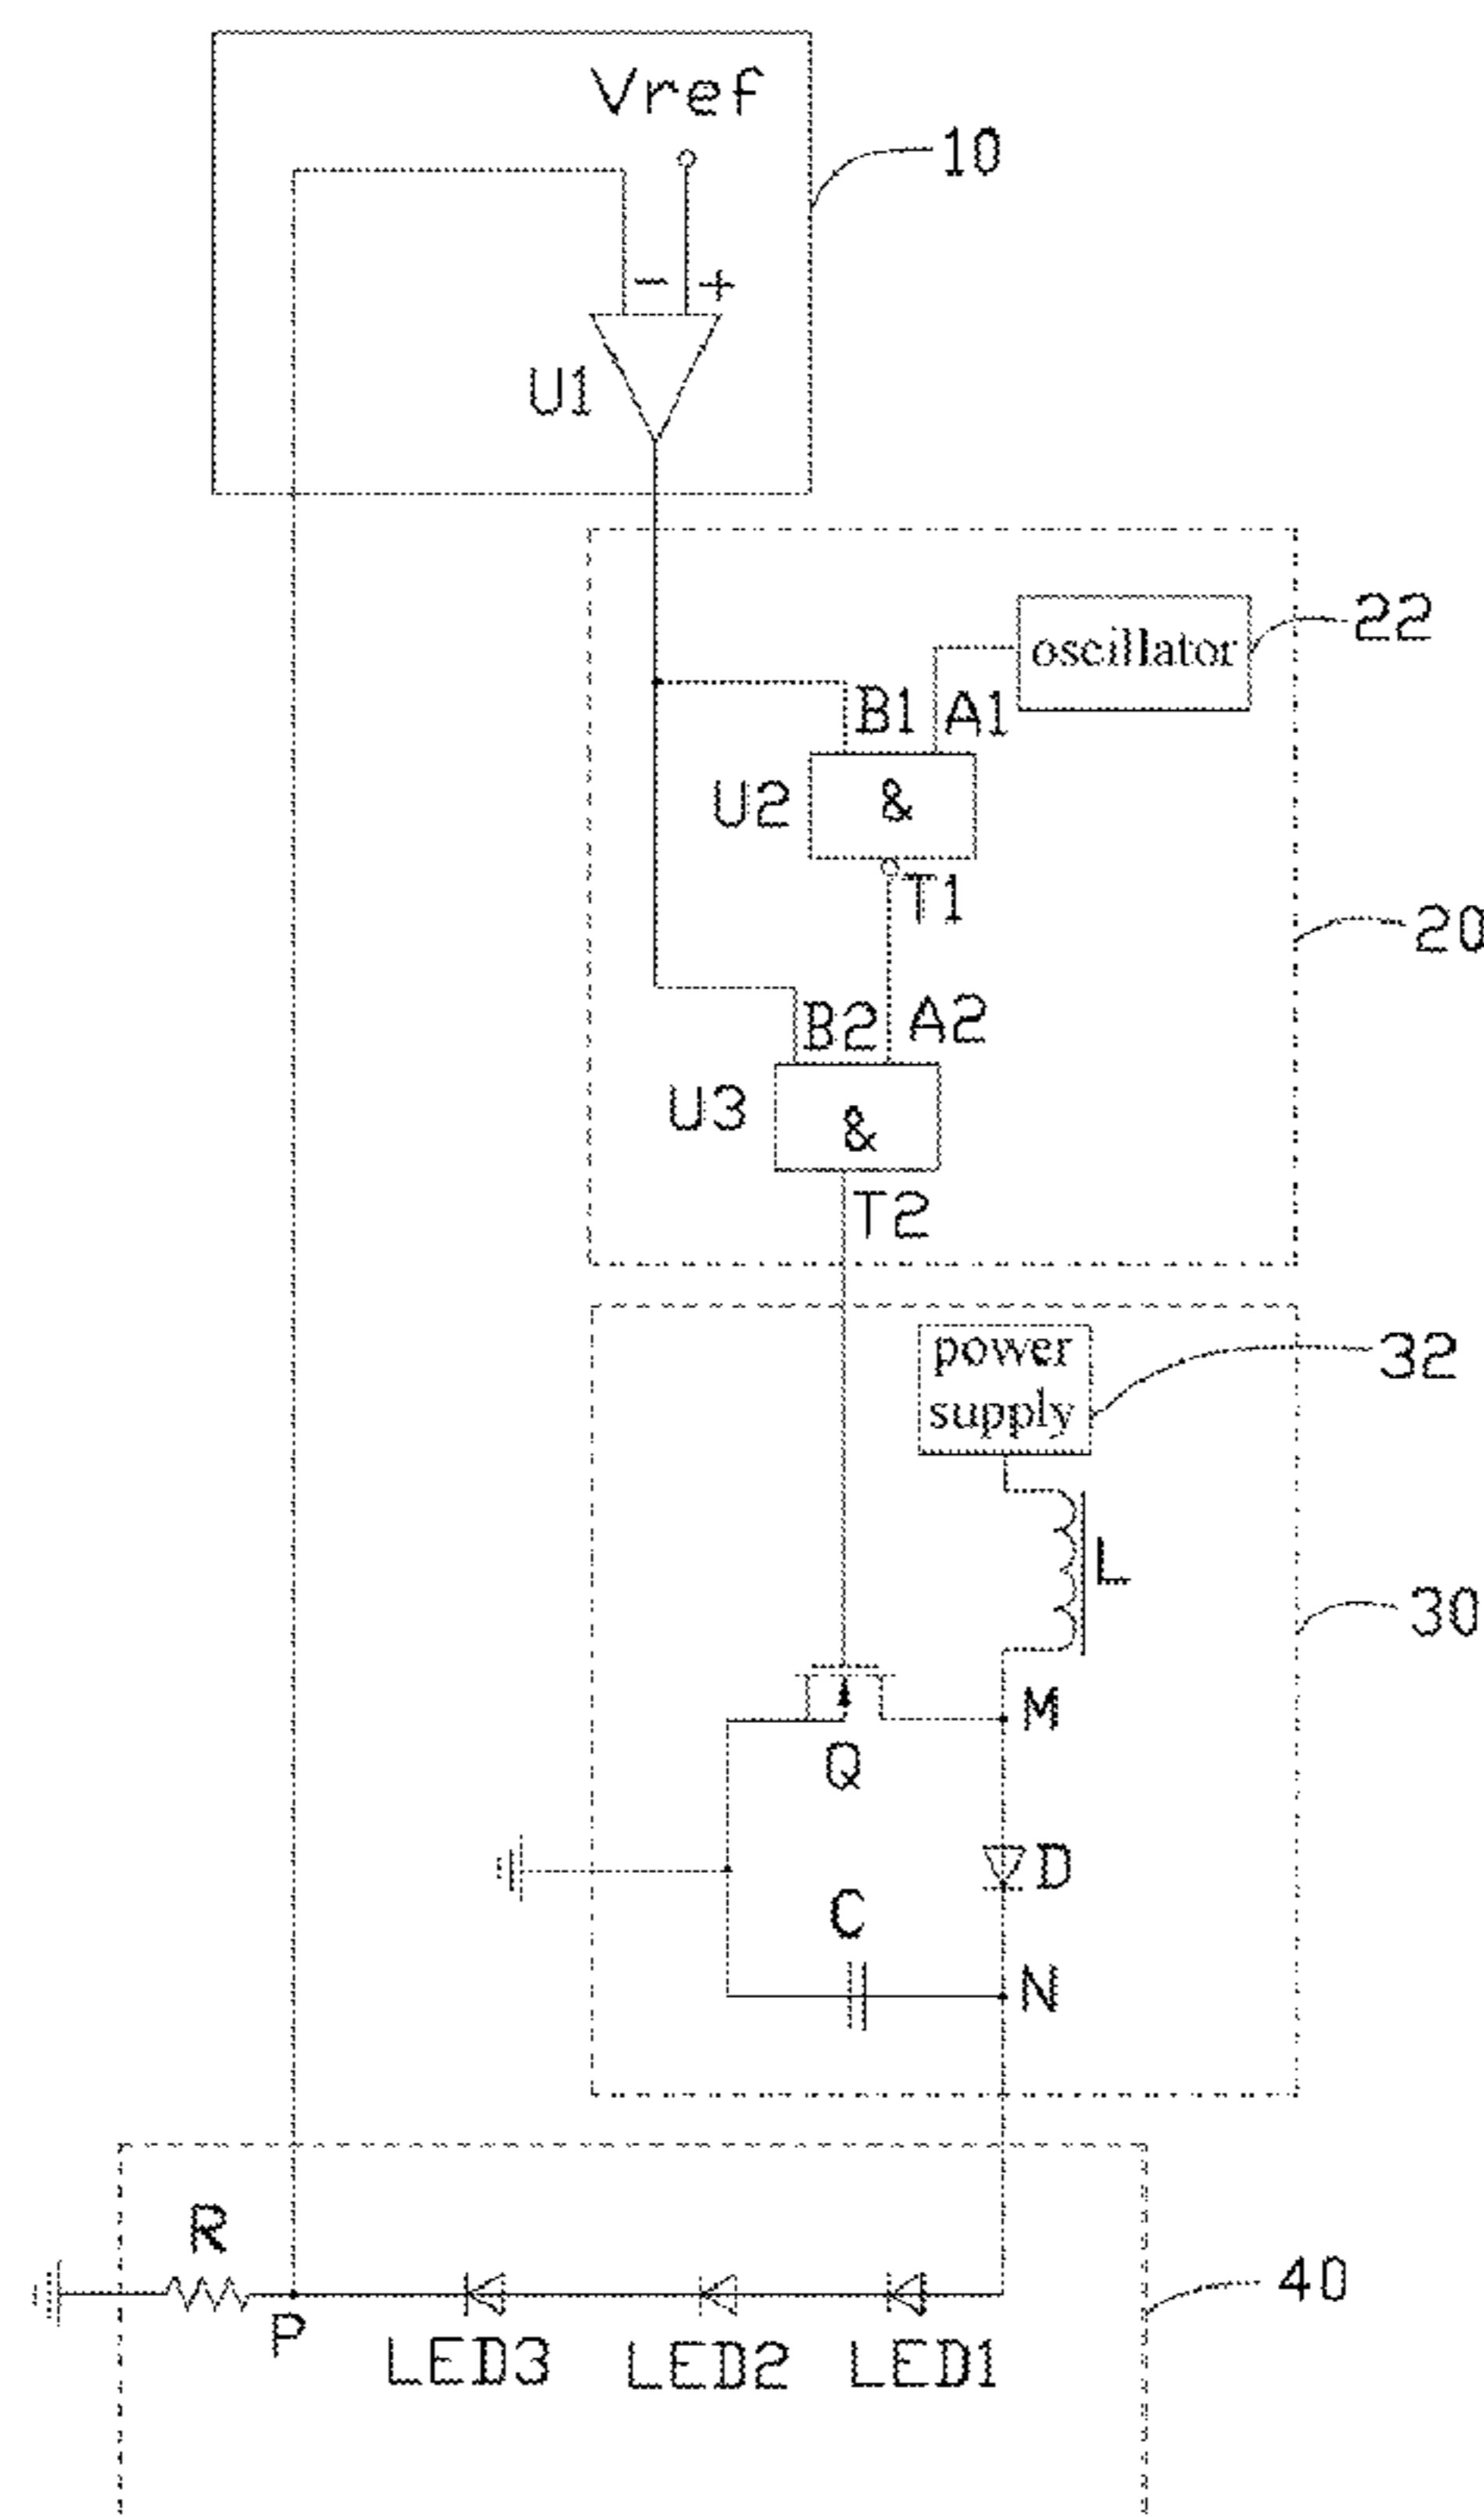 Vref
10
- +
U1
oscillator
22
B1 A1
U2
&
T1
20
B2 A2
U3
&
T2
power
supply
32
L
30
M
Q
D
C
N
R
40
P
LED3 LED2 LED1